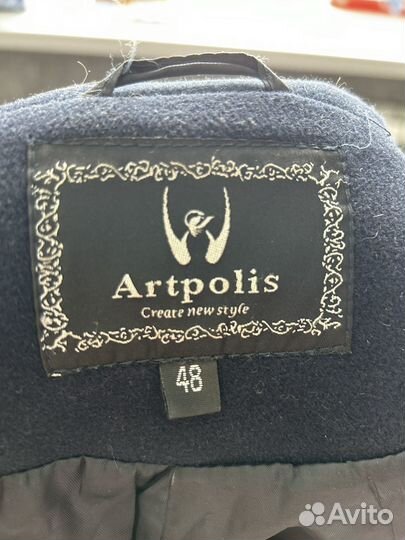 Artpolis
Create new style
48
Avito